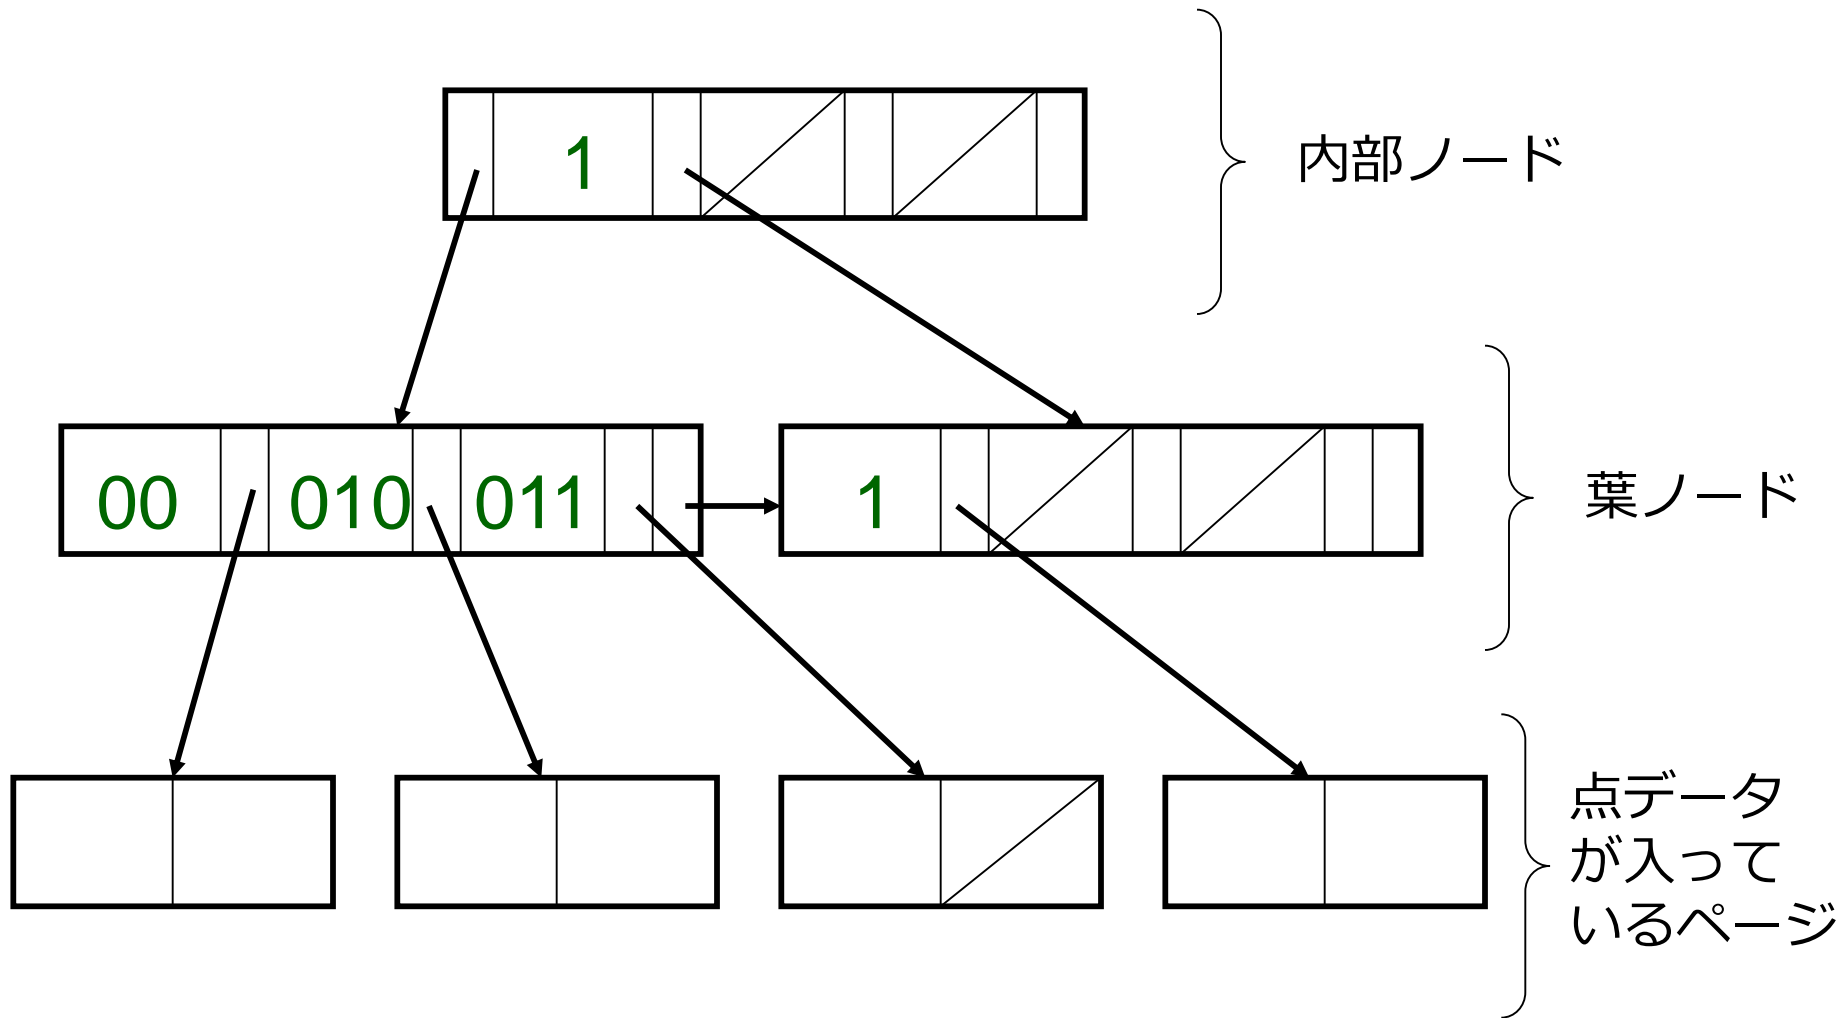 1
内部ノード
00 010 011 1
葉ノード
点データ
が入って
いるページ